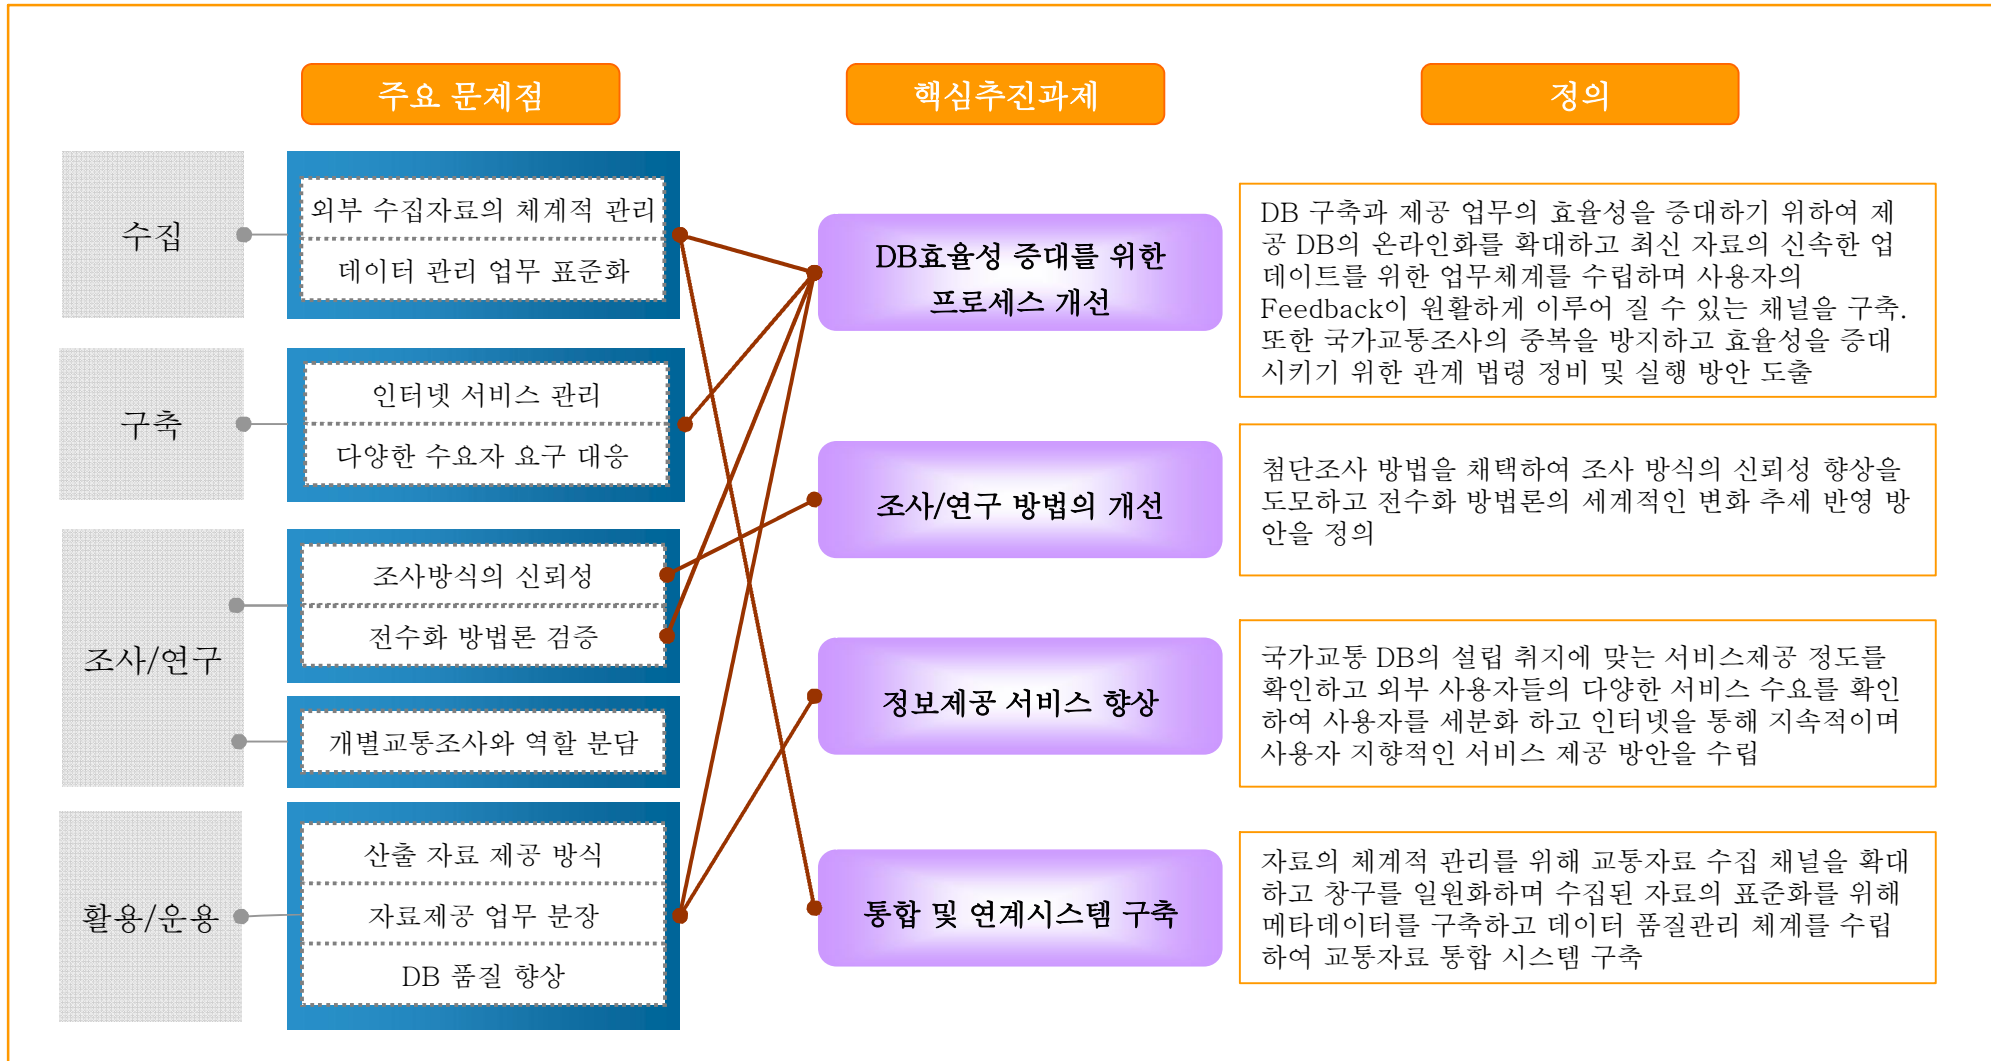 주요 문제점
핵심추진과제
정의
수집
외부 수집자료의 체계적 관리
데이터 관리 업무 표준화
구축
인터넷 서비스 관리
다양한 수요자 요구 대응
조사/연구
조사방식의 신뢰성
전수화 방법론 검증
개별교통조사와 역할 분담
활용/운용
산출 자료 제공 방식
자료제공 업무 분장
DB 품질 향상
DB효율성 증대를 위한
프로세스 개선
조사/연구 방법의 개선
정보제공 서비스 향상
통합 및 연계시스템 구축
DB 구축과 제공 업무의 효율성을 증대하기 위하여 제
공 DB의 온라인화를 확대하고 최신 자료의 신속한 업
데이트를 위한 업무체계를 수립하며 사용자의
Feedback이 원활하게 이루어 질 수 있는 채널을 구축.
또한 국가교통조사의 중복을 방지하고 효율성을 증대
시키기 위한 관계 법령 정비 및 실행 방안 도출
첨단조사 방법을 채택하여 조사 방식의 신뢰성 향상을
도모하고 전수화 방법론의 세계적인 변화 추세 반영 방
안을 정의
국가교통 DB의 설립 취지에 맞는 서비스제공 정도를
확인하고 외부 사용자들의 다양한 서비스 수요를 확인
하여 사용자를 세분화 하고 인터넷을 통해 지속적이며
사용자 지향적인 서비스 제공 방안을 수립
자료의 체계적 관리를 위해 교통자료 수집 채널을 확대
하고 창구를 일원화하며 수집된 자료의 표준화를 위해
메타데이터를 구축하고 데이터 품질관리 체계를 수립
하여 교통자료 통합 시스템 구축